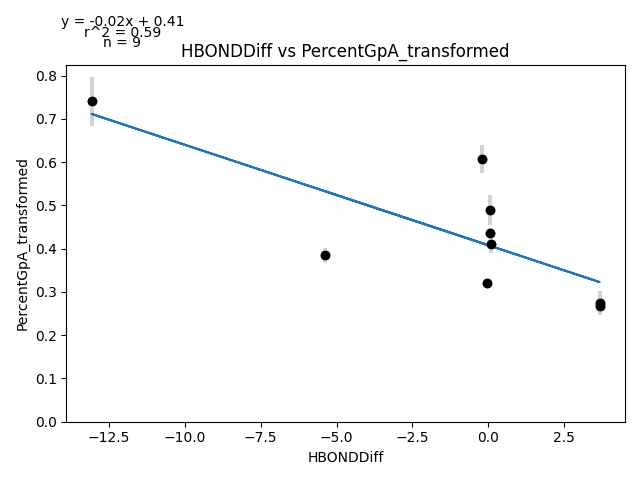 y = -0.02x + 0.41
r^2 = 0.59
n = 9
HBONDDiff vs PercentGpA_transformed
PercentGpA_transformed
0.8
0.7
0.6
0.5
0.4
0.3
0.2
0.1
0.0
−12.5 −10.0 −7.5 −5.0 −2.5 0.0 2.5
HBONDDiff